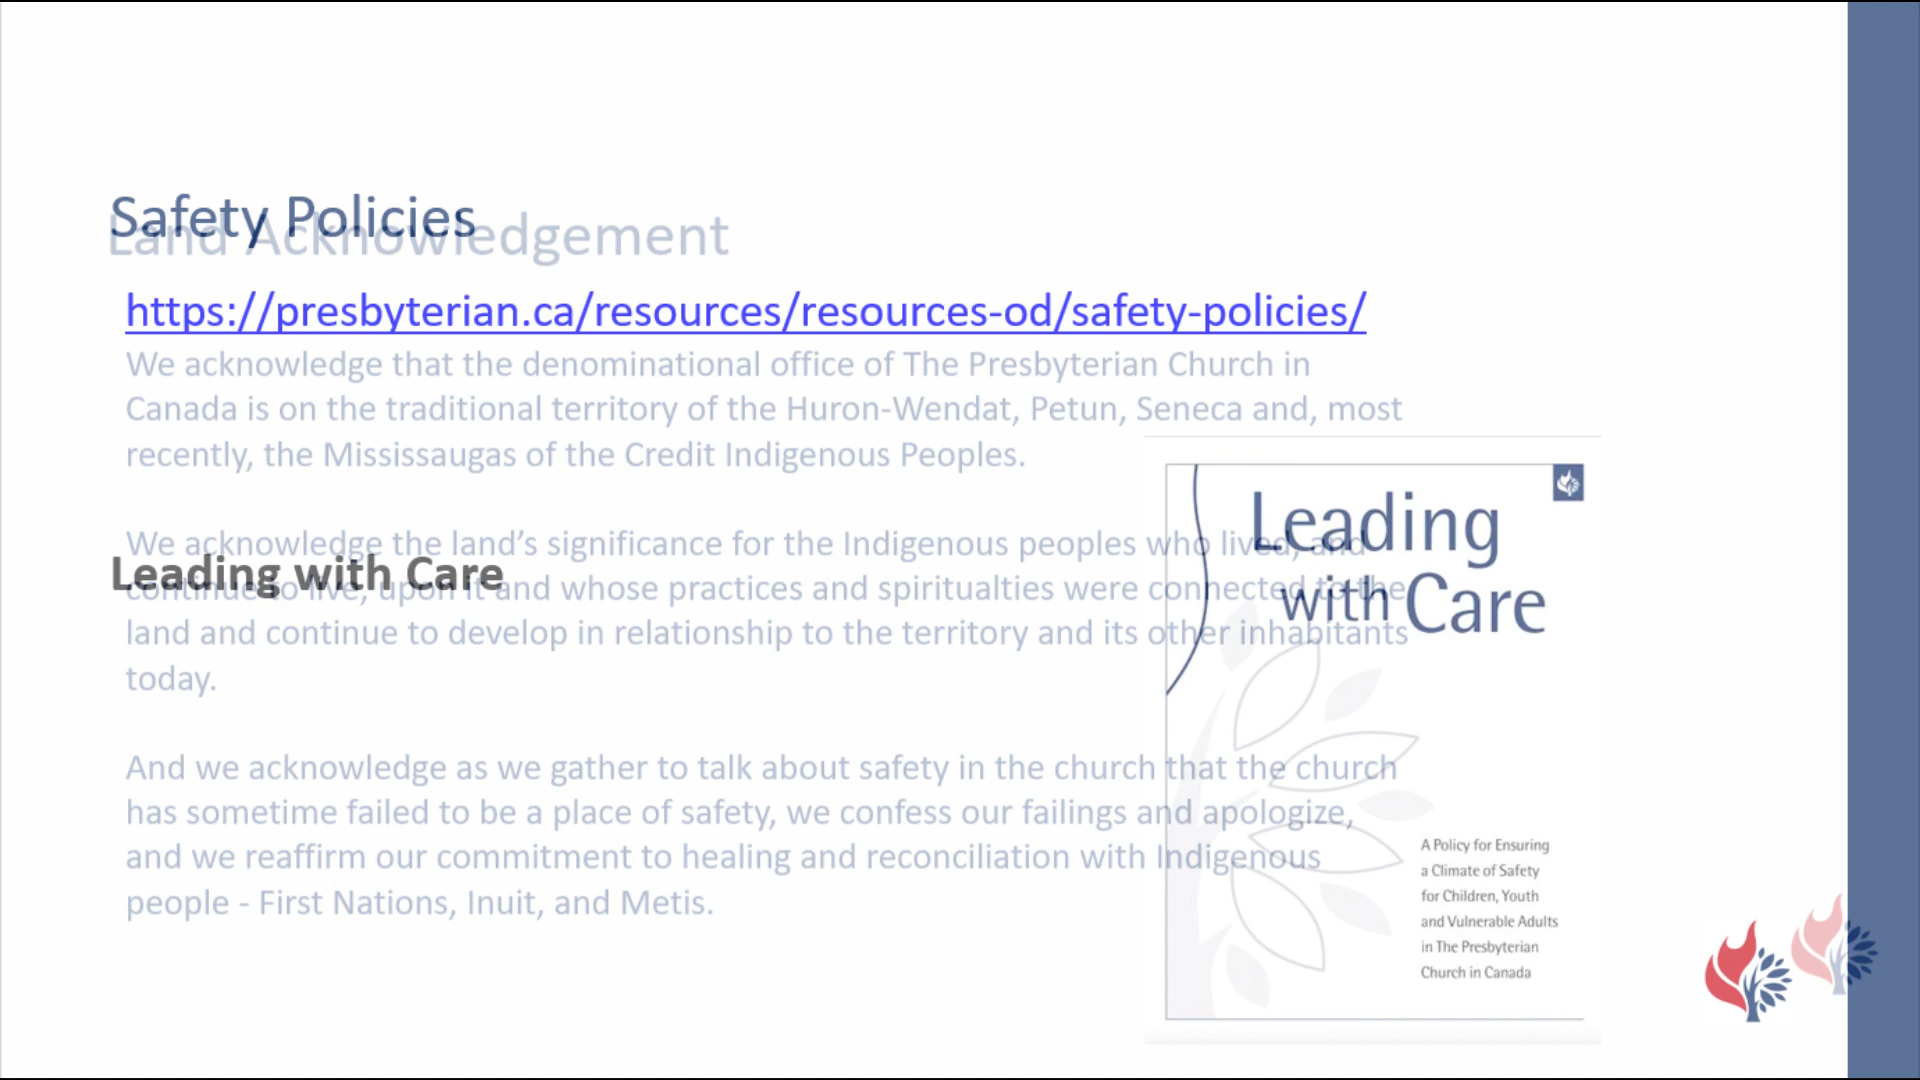 Safety Policies
Land Acknowledgement
https://presbyterian.ca/resources/resources-od/safety-policies/
We acknowledge that the denominational office of The Presbyterian Church in
Canada is on the traditional territory of the Huron-Wendat, Petun, Seneca and, most
recently, the Mississaugas of the Credit Indigenous Peoples.
We acknowledge the land’s significance for the Indigenous peoples who lived, and
continue to live, upon it and whose practices and spiritualties were connected to the
land and continue to develop in relationship to the territory and its other inhabitants
today.
And we acknowledge as we gather to talk about safety in the church that the church
has sometime failed to be a place of safety, we confess our failings and apologize,
and we reaffirm our commitment to healing and reconciliation with Indigenous
people - First Nations, Inuit, and Metis.
Leading with Care
Leading
with Care
A Policy for Ensuring
a Climate of Safety
for Children, Youth
and Vulnerable Adults
in The Presbyterian
Church in Canada